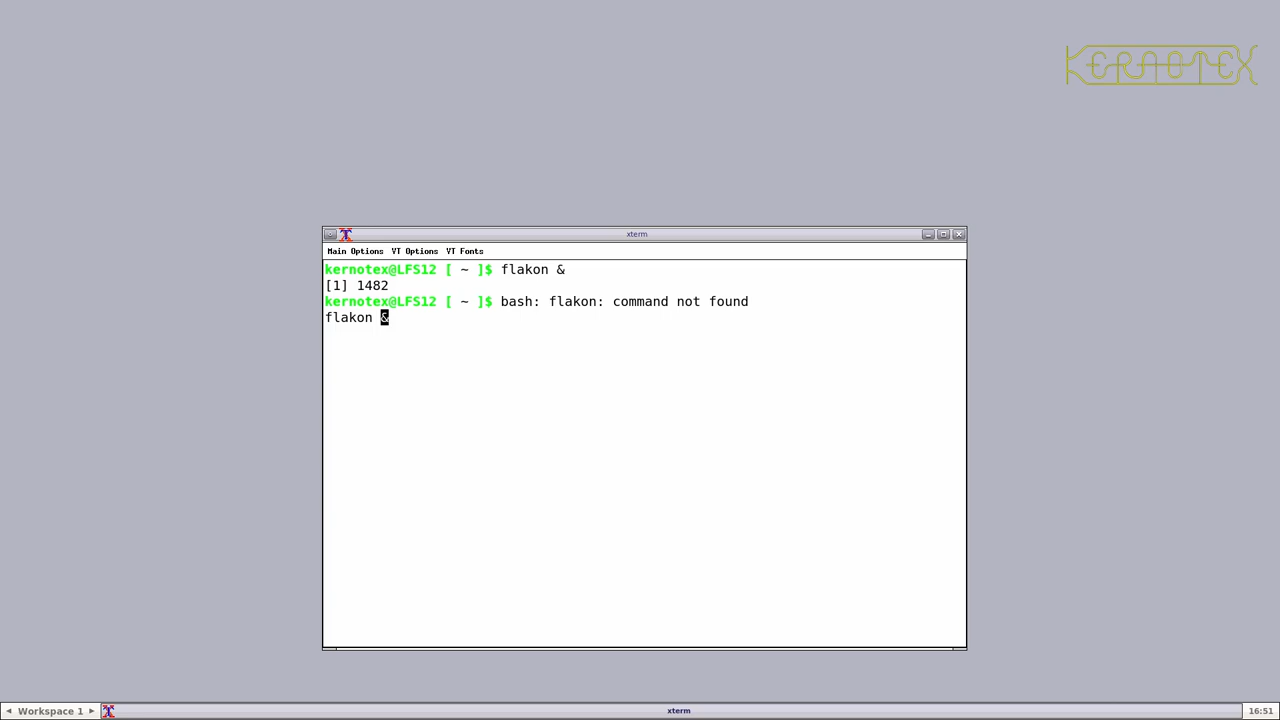 KERNOTEX
xterm
Main Options VT Options VT Fonts
kernotex@LFS12 [ ~ ]$ flakon &
[1] 1482
kernotex@LFS12 [ ~ ]$ bash: flakon: command not found
flakon &
Workspace 1
xterm
16:51